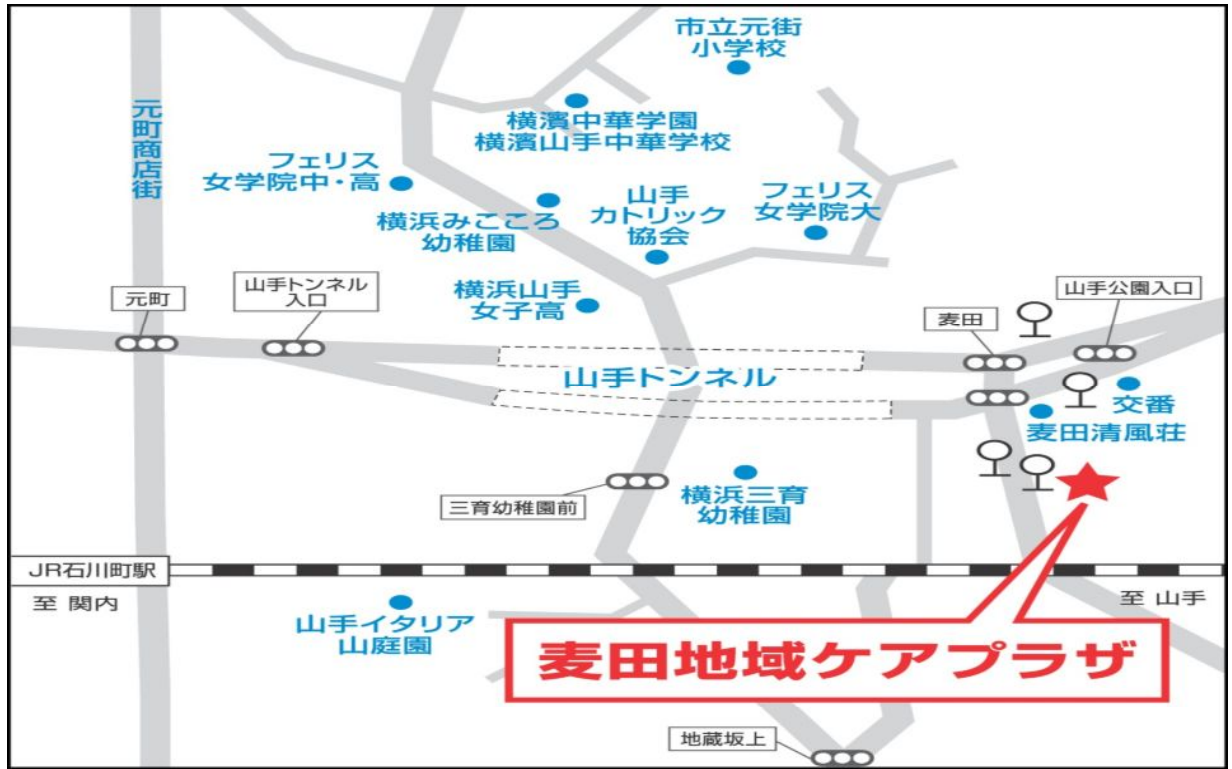 市立元街
小学校
元町商店街
横濱中華学園
横濱山手中華学校
フェリス
女学院中・高
横浜みこころ
幼稚園
山手
カトリック
協会
フェリス
女学院大
元町
山手トンネル
入口
横浜山手
女子高
麦田
山手公園入口
山手トンネル
交番
麦田清風荘
三育幼稚園前
横浜三育
幼稚園
JR石川町駅
至 関内
至 山手
山手イタリア
山庭園
麦田地域ケアプラザ
地蔵坂上